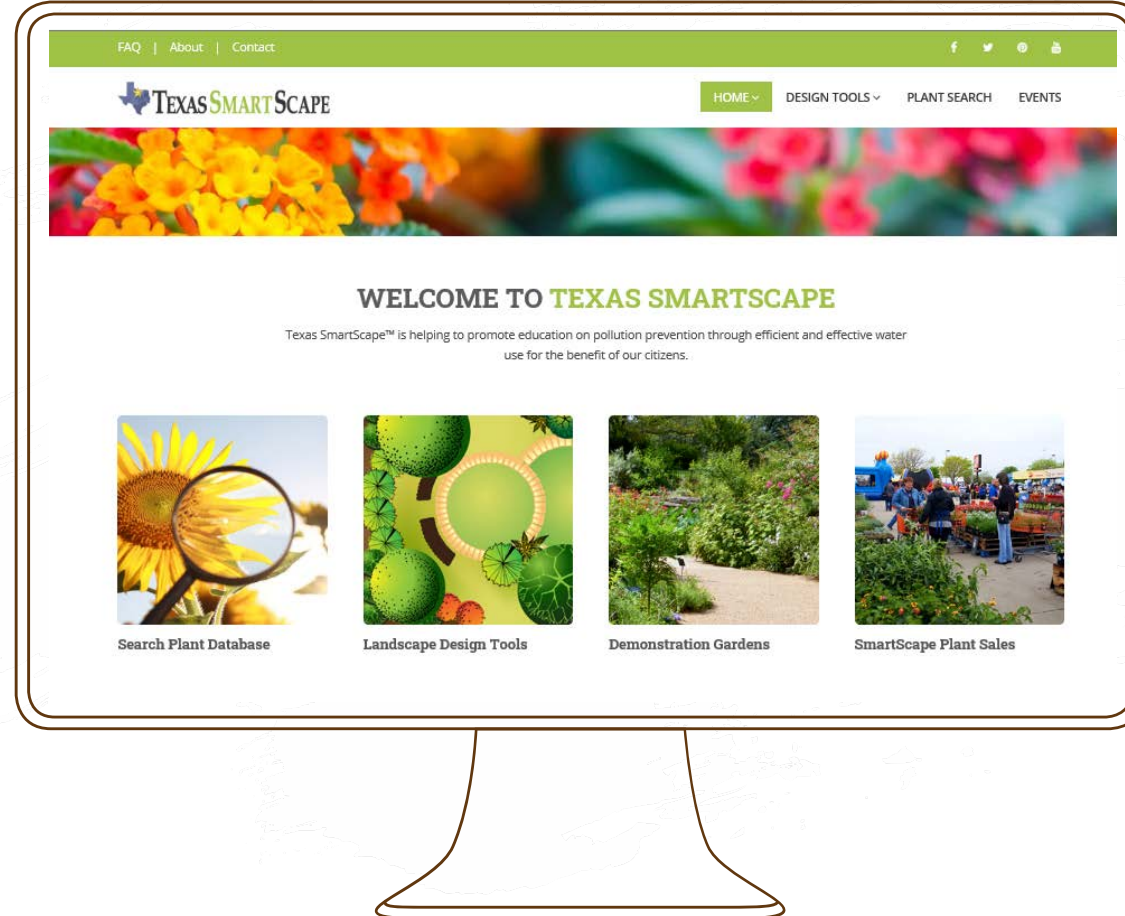 FAQ | About | Contact
TEXAS SMARTSCAPE
HOME DESIGN TOOLS PLANT SEARCH EVENTS
WELCOME TO TEXAS SMARTSCAPE
Texas SmartScape™ is helping to promote education on pollution prevention through efficient and effective water
use for the benefit of our citizens.
Search Plant Database
Landscape Design Tools
Demonstration Gardens
SmartScape Plant Sales